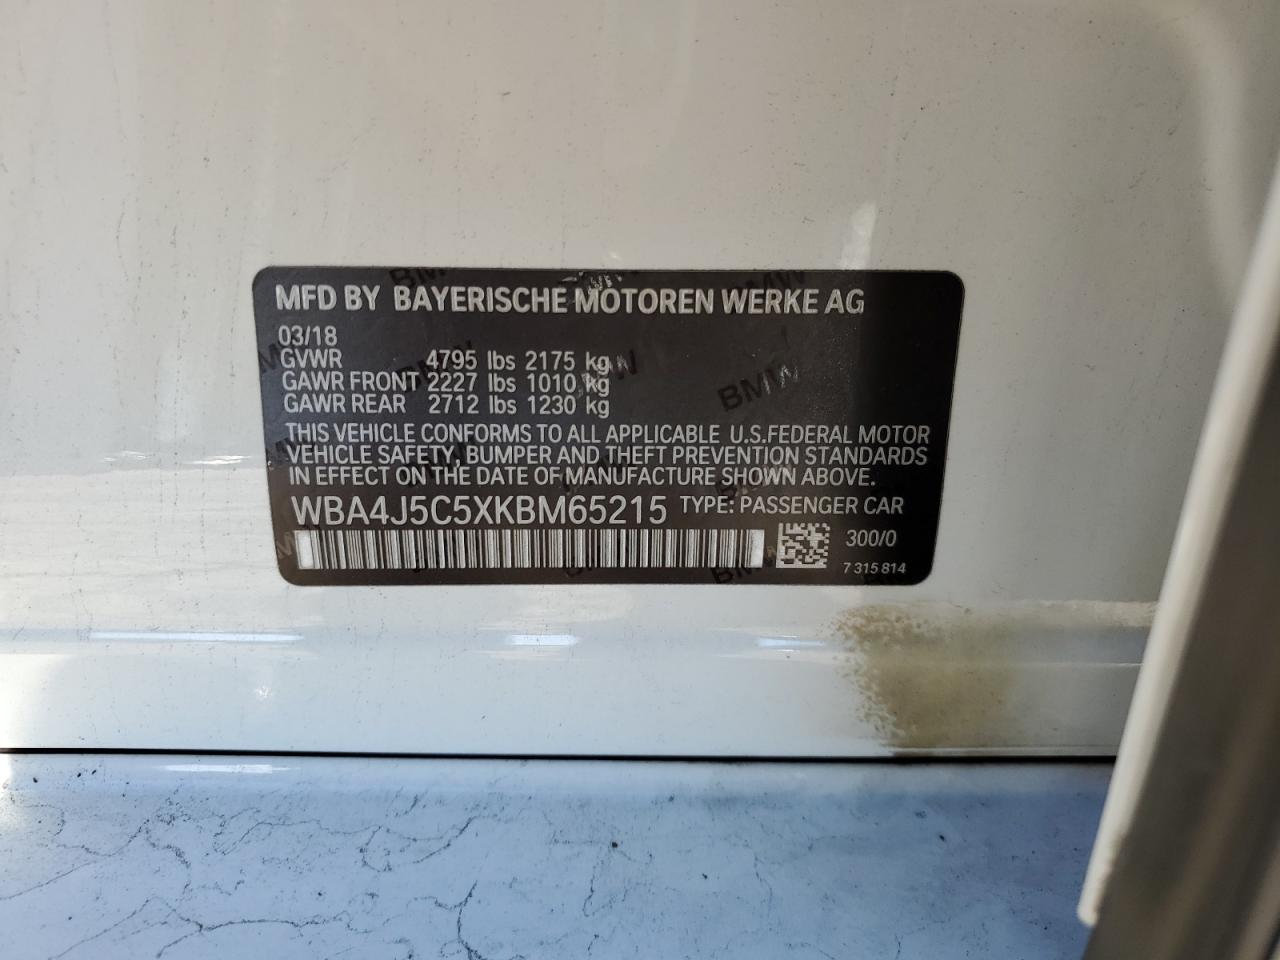 MFD BY BAYERISCHE MOTOREN WERKE AG
03/18
GVWR 4795 lbs 2175 kg
GAWR FRONT 2227 lbs 1010 kg
GAWR REAR 2712 lbs 1230 kg
THIS VEHICLE CONFORMS TO ALL APPLICABLE U.S.FEDERAL MOTOR
VEHICLE SAFETY, BUMPER AND THEFT PREVENTION STANDARDS
IN EFFECT ON THE DATE OF MANUFACTURE SHOWN ABOVE.
WBA4J5C5XKBM65215 TYPE: PASSENGER CAR
300/0
7 315 814